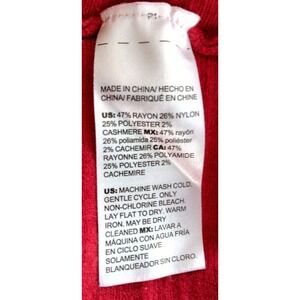 MADE IN CHINA/ HECHO EN
CHINA/ FABRIQUÉ EN CHINE
US: 47% RAYON 26% NYLON
25% POLYESTER 2%
CASHMERE MX: 47% rayón
26% poliamida 25% poliéster
2% CACHEMIR CA: 47%
RAYONNE 26% POLYAMIDE
25% POLYESTER 2%
CACHEMIRE
US: MACHINE WASH COLD,
GENTLE CYCLE. ONLY
NON-CHLORINE BLEACH.
LAY FLAT TO DRY. WARM
IRON. MAY BE DRY
CLEANED MX: LAVAR A
MÁQUINA CON AGUA FRÍA
EN CICLO SUAVE.
SOLAMENTE
BLANQUEADOR SIN CLORO.